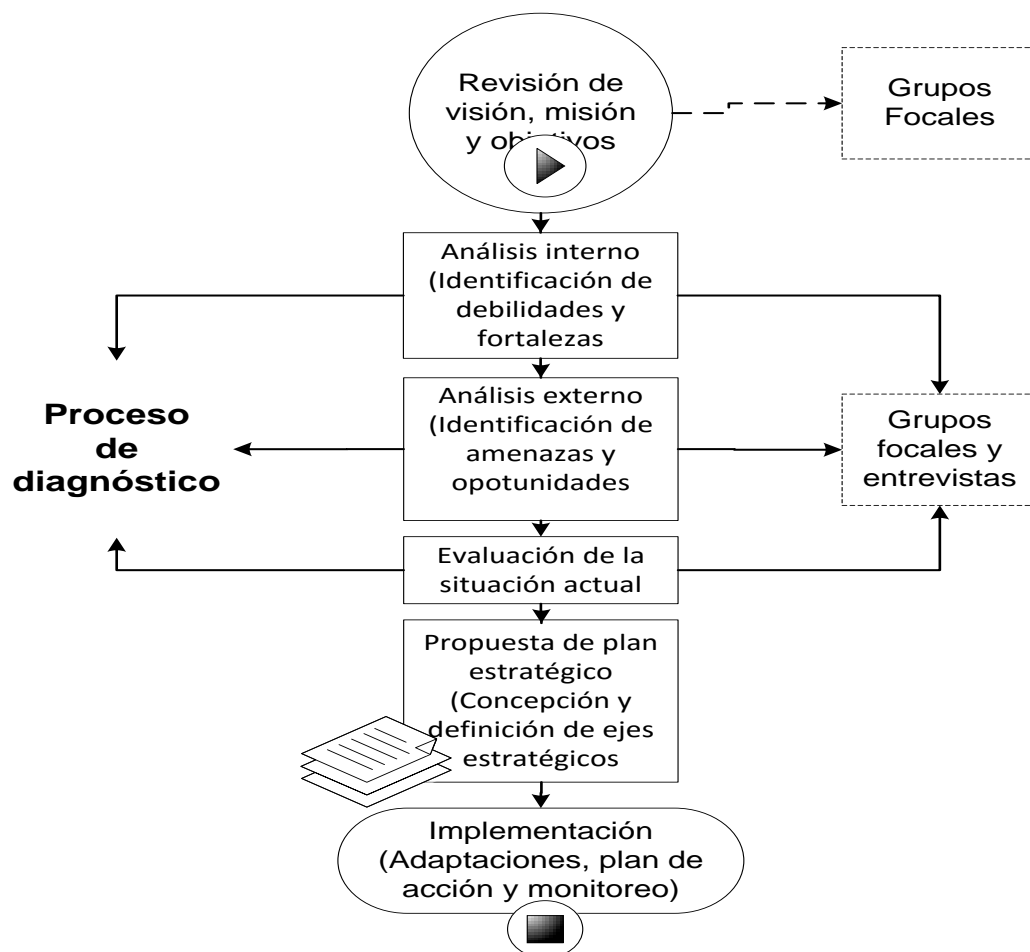 Revisión de
visión, misión
y objetivos
Grupos
Focales
Análisis interno
(Identificación de
debilidades y
fortalezas
Análisis externo
(Identificación de
amenazas y
opotunidades
Proceso
de
diagnóstico
Grupos
focales y
entrevistas
Evaluación de la
situación actual
Propuesta de plan
estratégico
(Concepción y
definición de ejes
estratégicos
Implementación
(Adaptaciones, plan de
acción y monitoreo)